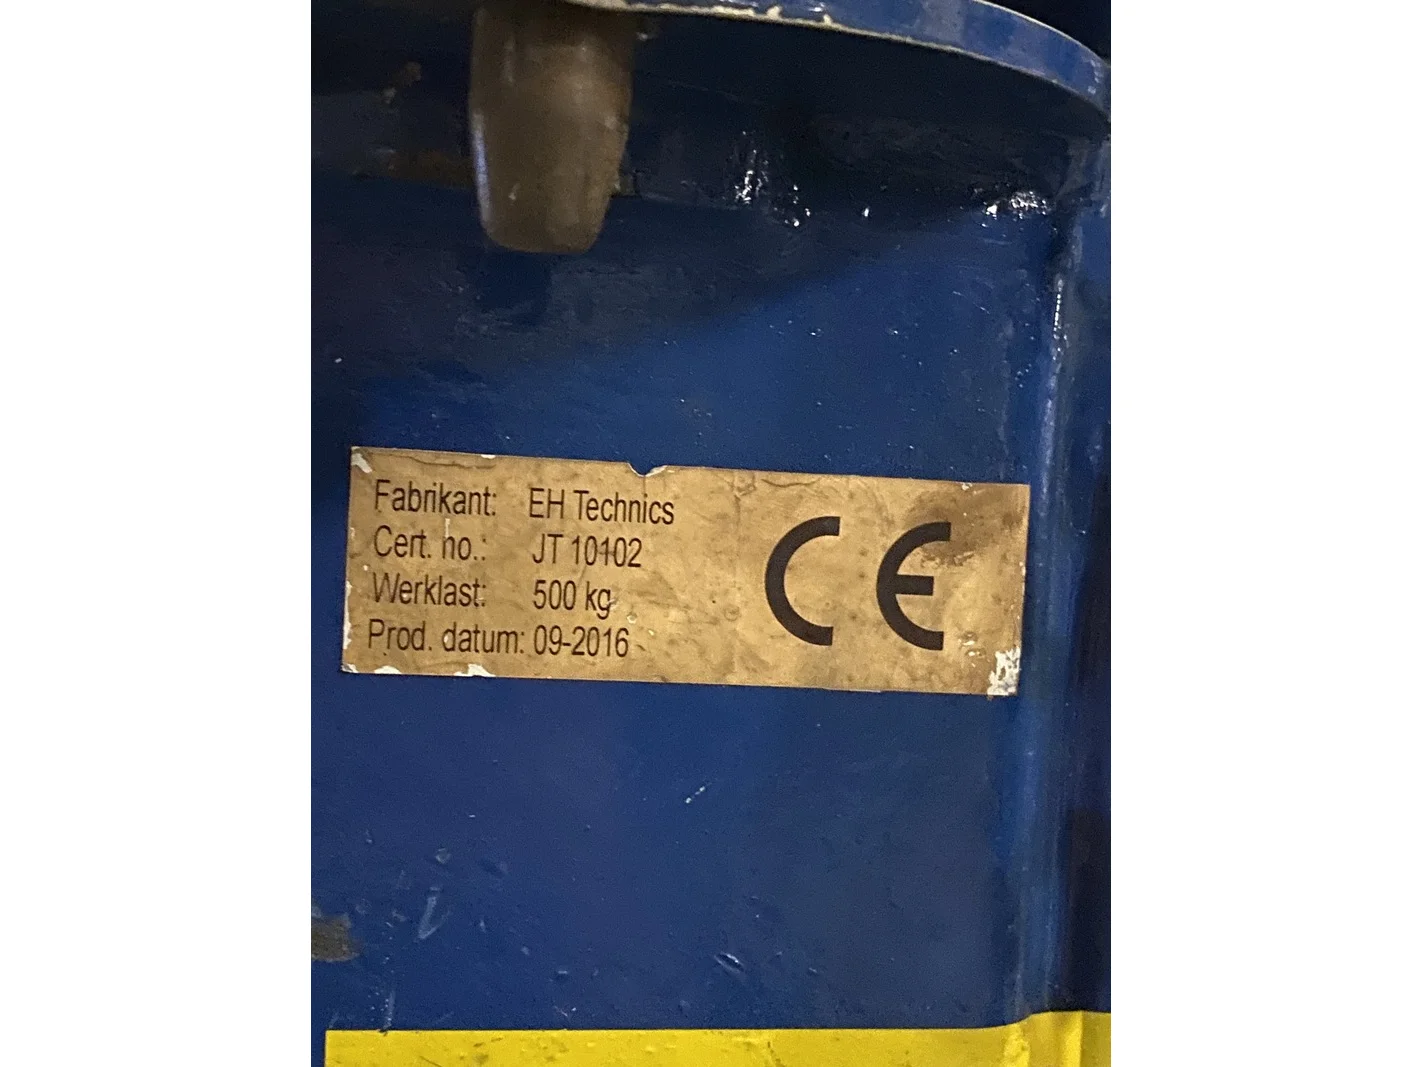 Fabrikant: EH Technics
Cert. no.: JT 10102
Werklast: 500 kg
Prod. datum: 09-2016
CE